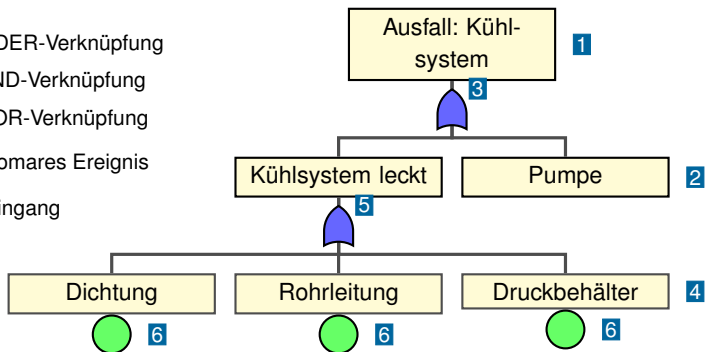 DER-Verknüpfung
ND-Verknüpfung
OR-Verknüpfung
omares Ereignis
ingang
Ausfall: Kühl-
system
1
3
Kühlsystem leckt
Pumpe
2
5
Dichtung
Rohrleitung
Druckbehälter
4
6
6
6